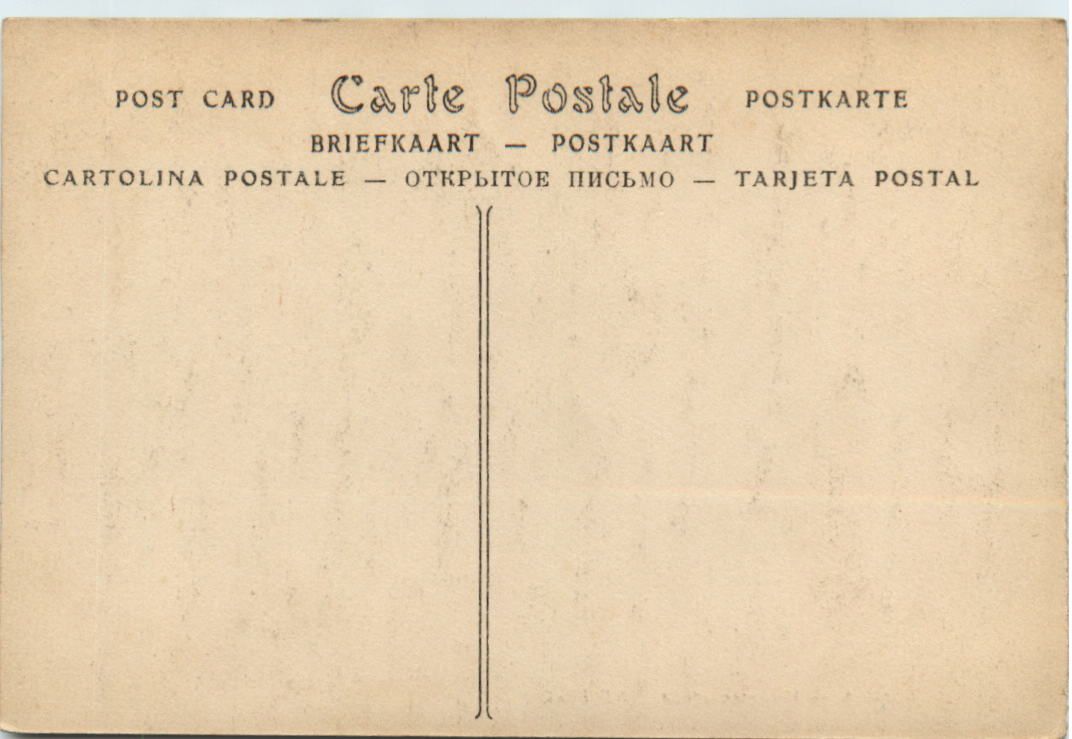 POST CARD Carte Postale POSTKARTE
BRIEFKAART — POSTKAART
CARTOLINA POSTALE — ОТКРЫТОЕ ПИСЬМО — TARJETA POSTAL